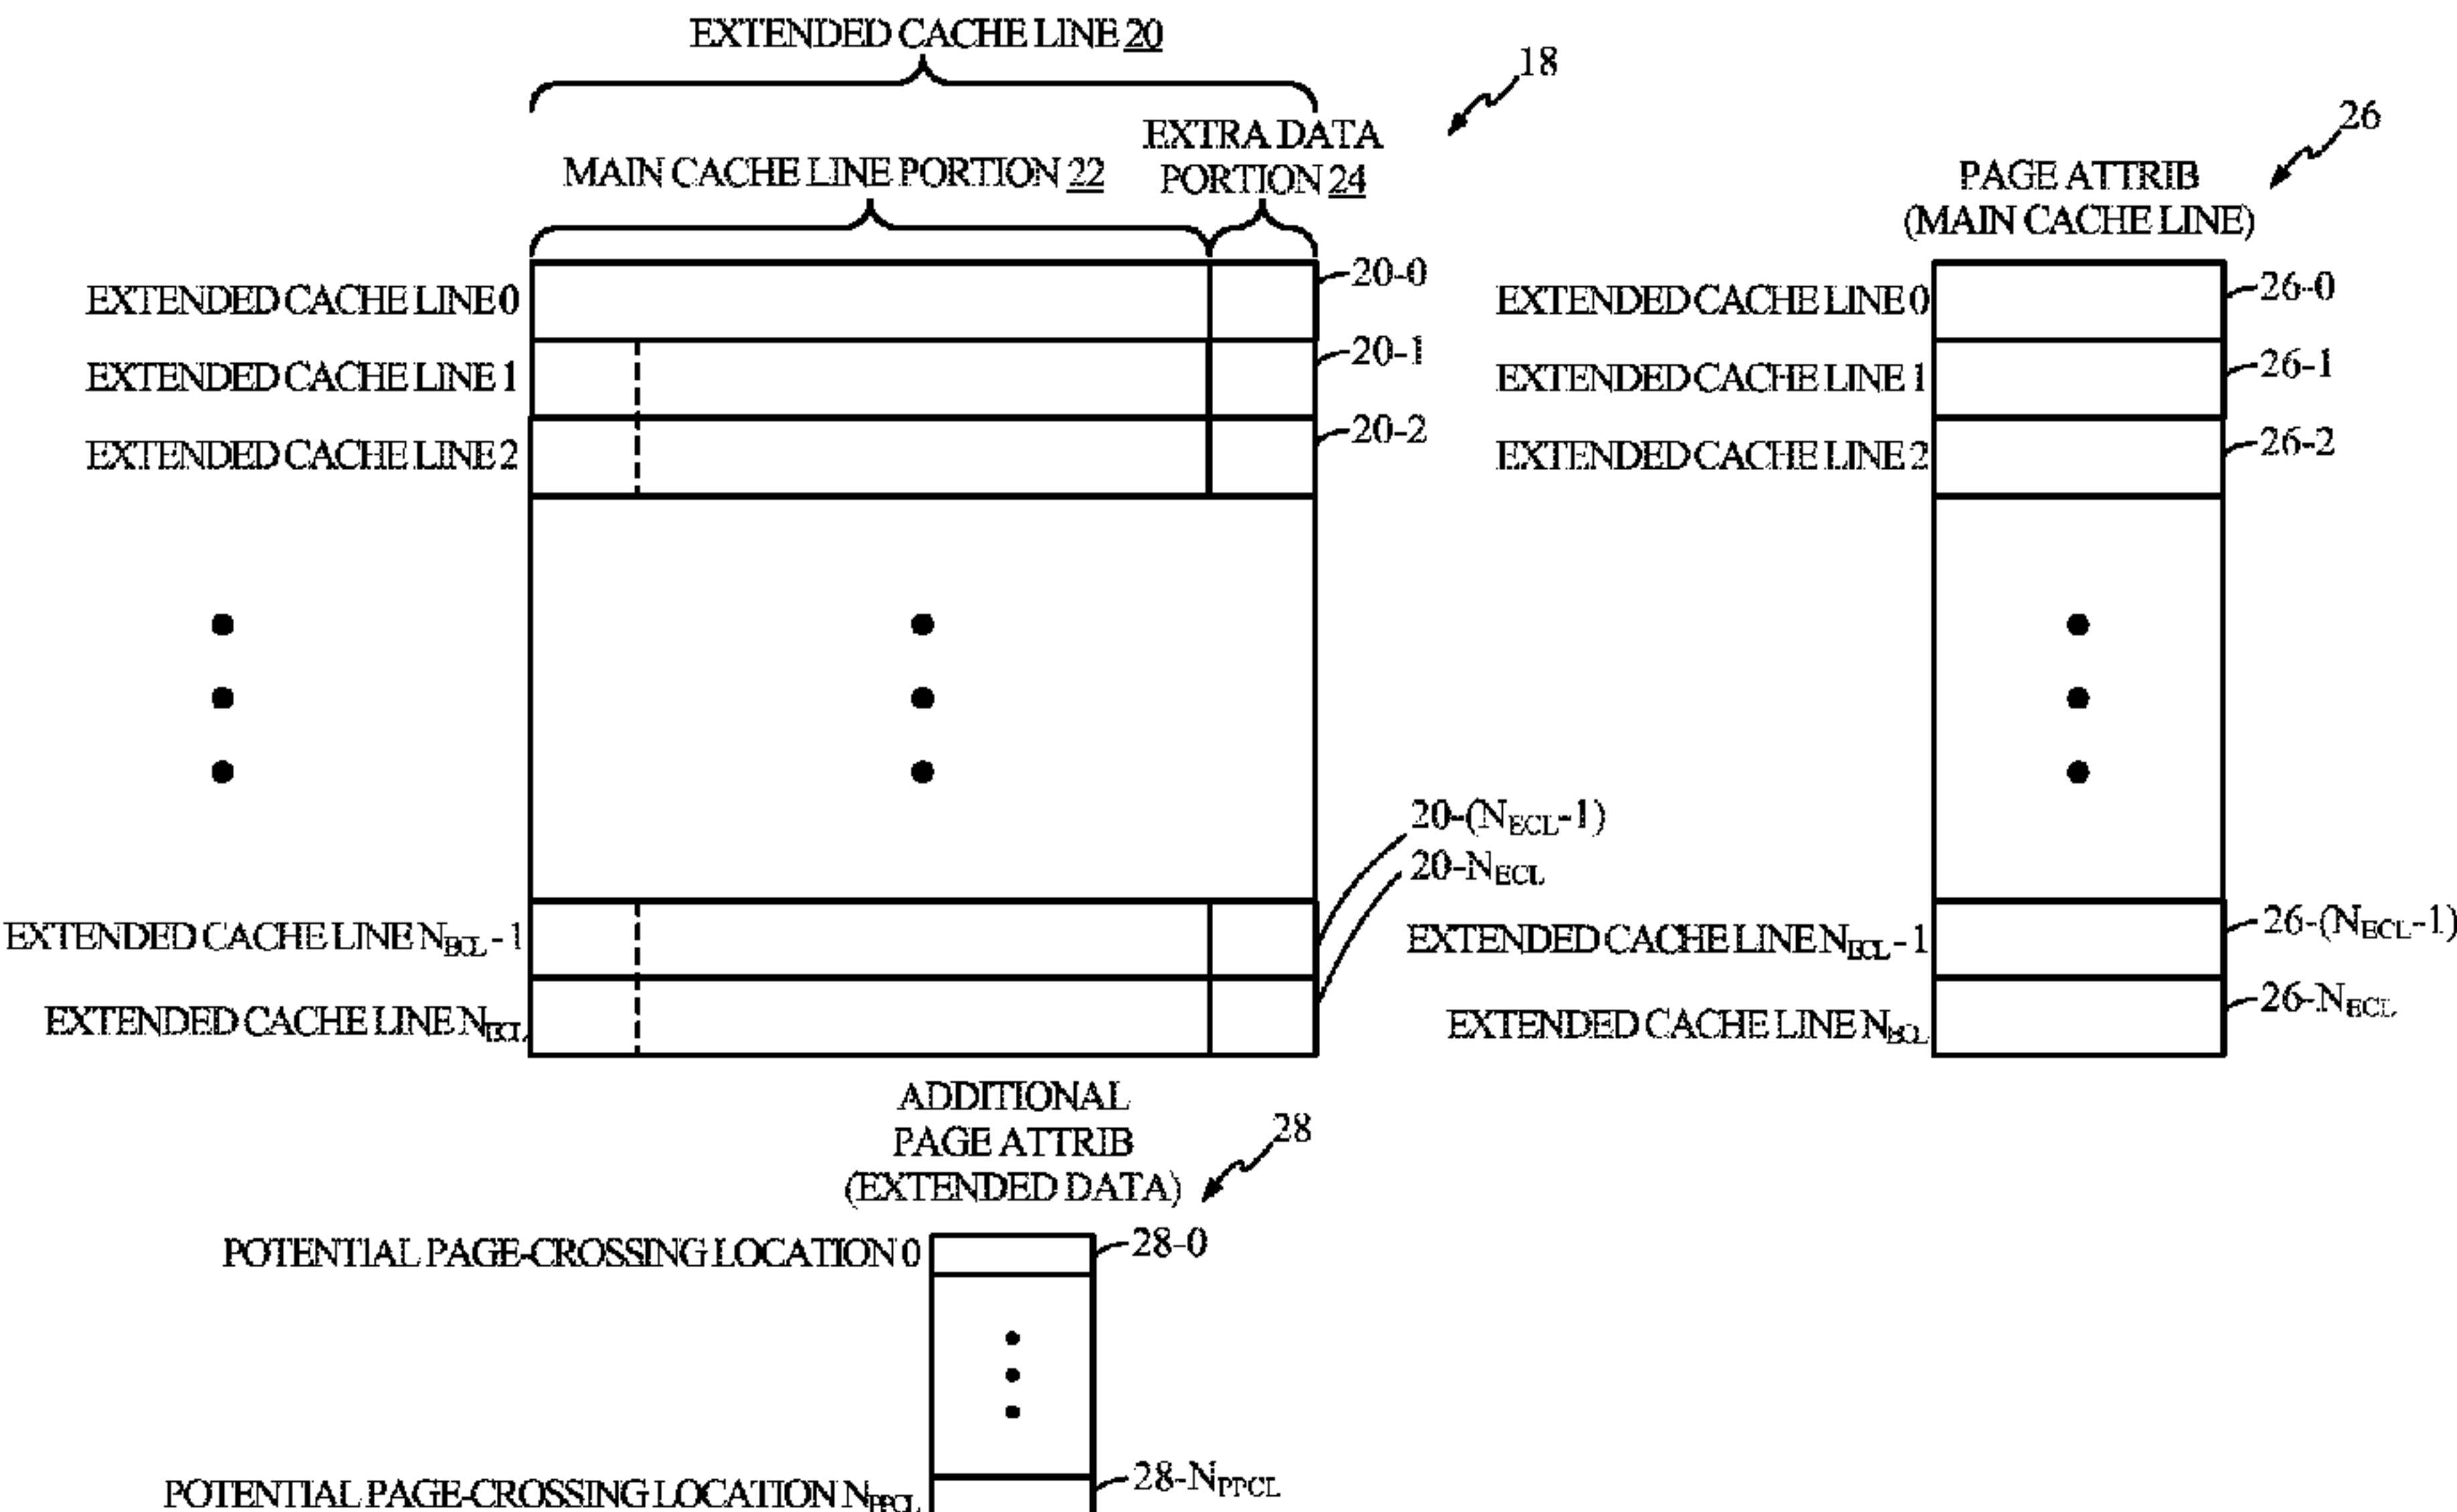 EXTENDED CACHE LINE 20
18
26
EXTRA DATA
PORTION 24
MAIN CACHE LINE PORTION 22
PAGE ATTRIB
(MAIN CACHE LINE)
EXTENDED CACHE LINE 0
20-0
EXTENDED CACHE LINE 0
26-0
EXTENDED CACHE LINE 1
20-1
EXTENDED CACHE LINE 1
26-1
EXTENDED CACHE LINE 2
20-2
EXTENDED CACHE LINE 2
26-2
20-(NECL-1)
20-NECL
EXTENDED CACHE LINE NECL - 1
EXTENDED CACHE LINE NECL - 1
26-(NECL-1)
EXTENDED CACHE LINE NECL
EXTENDED CACHE LINE NECL
26-NECL
ADDITIONAL
PAGE ATTRIB
(EXTENDED DATA)
28
POTENTIAL PAGE-CROSSING LOCATION 0
28-0
POTENTIAL PAGE-CROSSING LOCATION NPPCL
28-NPPCL